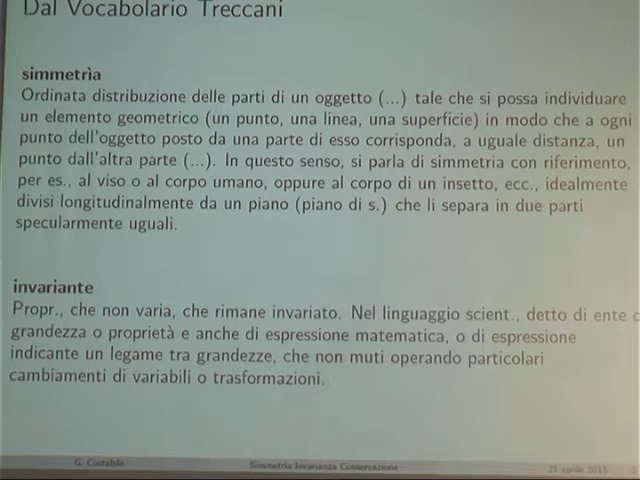 Dal Vocabolario Treccani
simmetrìa
Ordinata distribuzione delle parti di un oggetto (...) tale che si possa individuare
un elemento geometrico (un punto, una linea, una superficie) in modo che a ogni
punto dell'oggetto posto da una parte di esso corrisponda, a uguale distanza, un
punto dall'altra parte (...). In questo senso, si parla di simmetria con riferimento,
per es., al viso o al corpo umano, oppure al corpo di un insetto, ecc., idealmente
divisi longitudinalmente da un piano (piano di s.) che li separa in due parti
specularmente uguali.
invariante
Propr., che non varia, che rimane invariato. Nel linguaggio scient., detto di ente o
grandezza o proprietà e anche di espressione matematica, o di espressione
indicante un legame tra grandezze, che non muti operando particolari
cambiamenti di variabili o trasformazioni.
G. Costabile Simmetria Invarianza Conservazione 21 aprile 2015